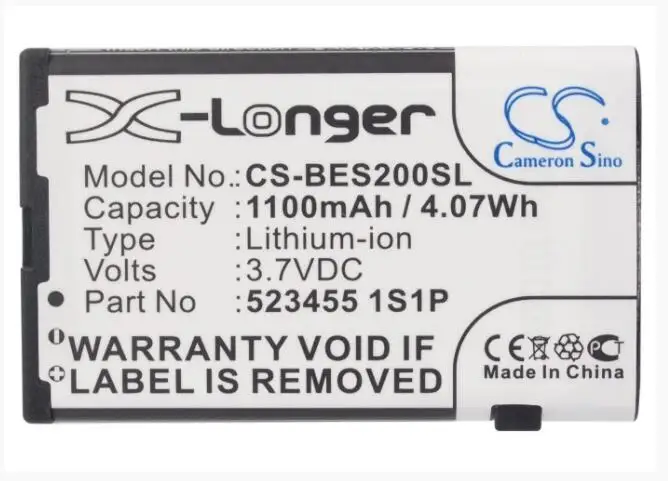 X-Longer
CS
Cameron Sino
Model No.: CS-BES200SL
Capacity : 1100mAh / 4.07Wh
Type : Lithium-ion
Volts : 3.7VDC
Part No : 523455 1S1P
WARRANTY VOID IF
LABEL IS REMOVED
CE PCT
Made In China